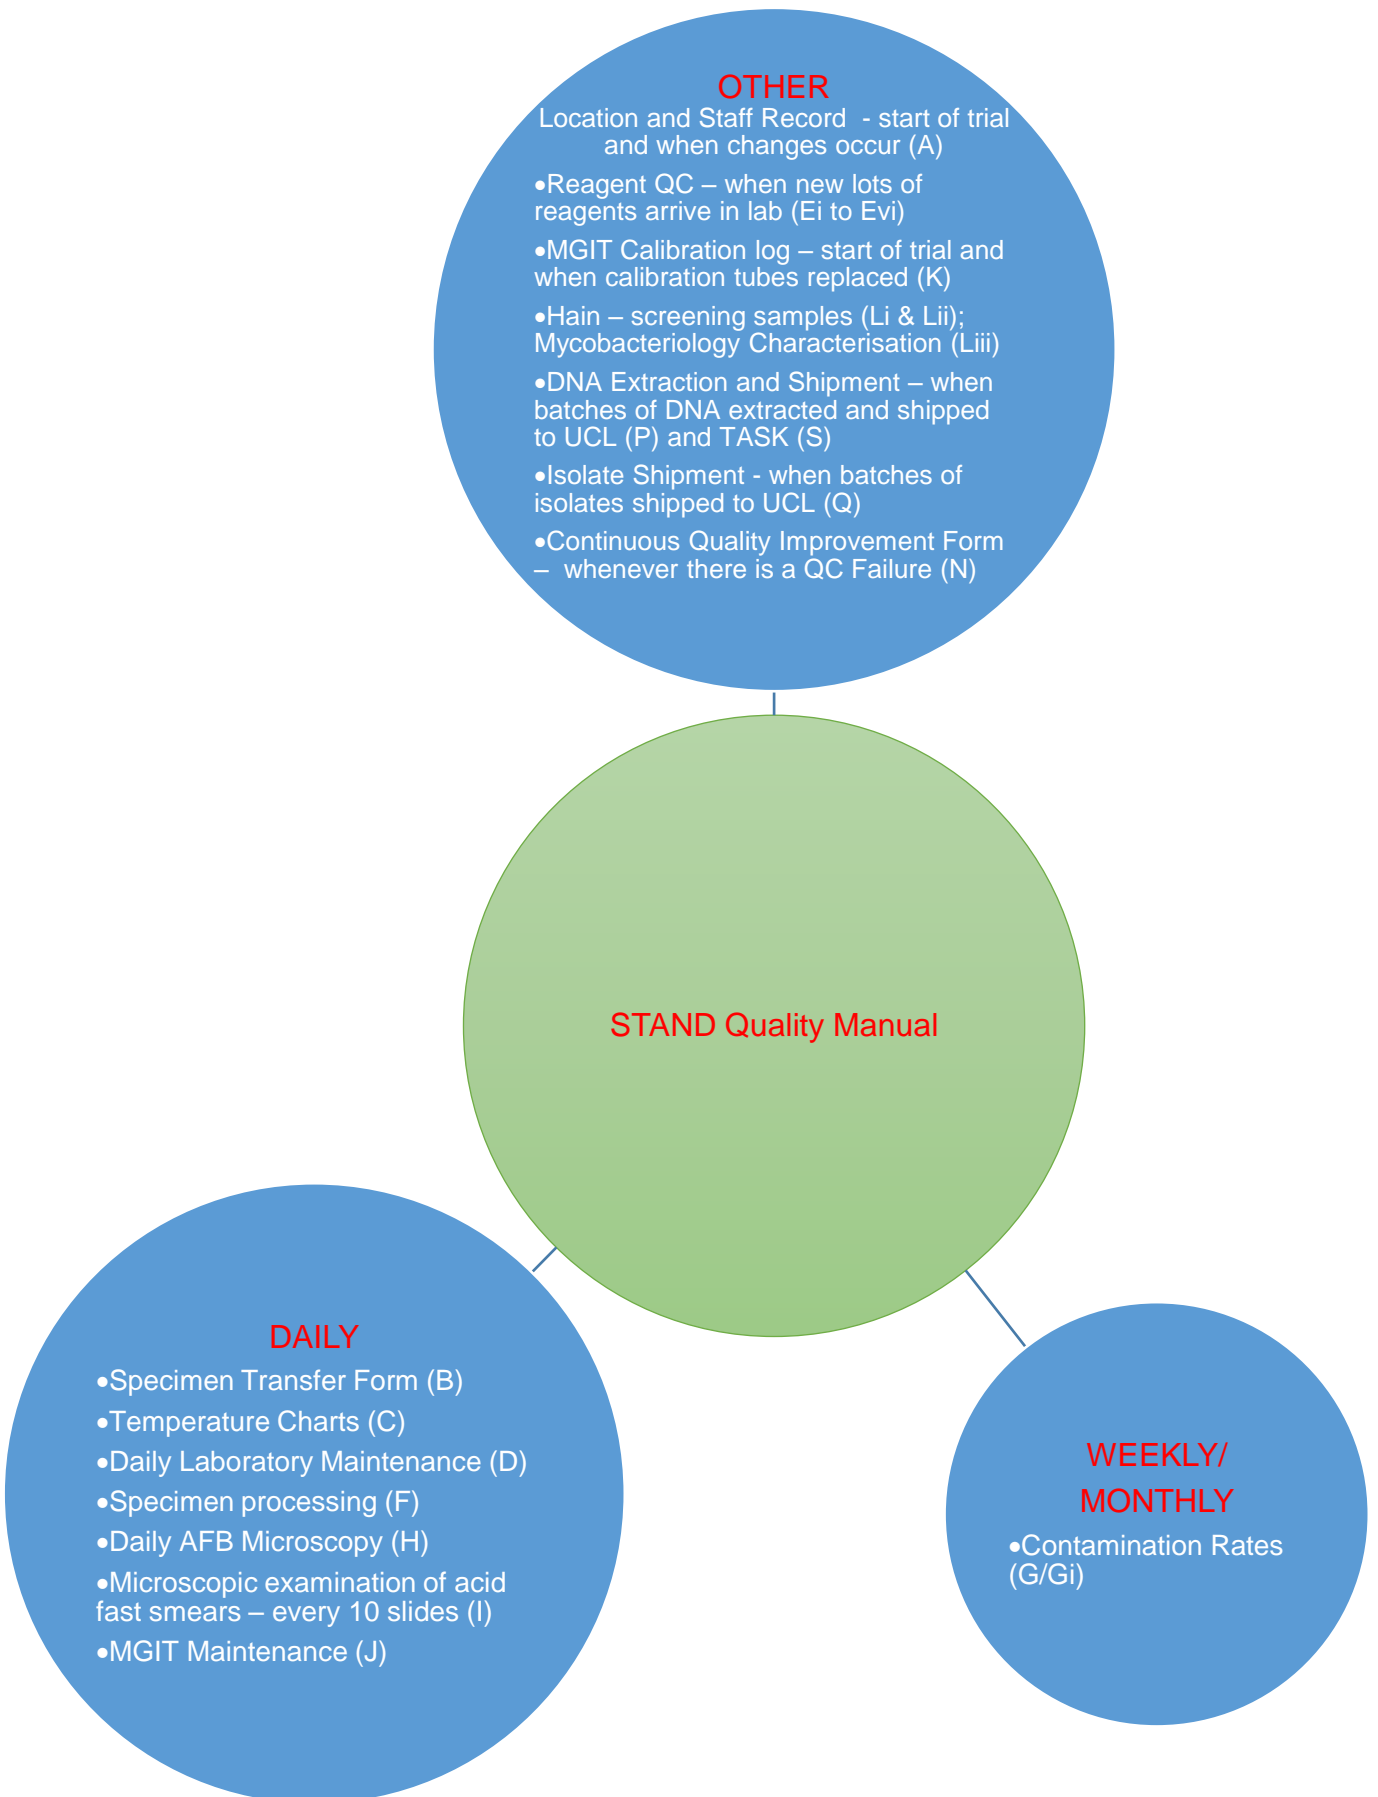 OTHER
Location and Staff Record  - start of trial
and when changes occur (A)
•Reagent QC – when new lots of
reagents arrive in lab (Ei to Evi)
•MGIT Calibration log – start of trial and
when calibration tubes replaced (K)
•Hain – screening samples (Li & Lii);
Mycobacteriology Characterisation (Liii)
•DNA Extraction and Shipment – when
batches of DNA extracted and shipped
to UCL (P) and TASK (S)
•Isolate Shipment - when batches of
isolates shipped to UCL (Q)
•Continuous Quality Improvement Form
–  whenever there is a QC Failure (N)
STAND Quality Manual
DAILY
•Specimen Transfer Form (B)
•Temperature Charts (C)
•Daily Laboratory Maintenance (D)
•Specimen processing (F)
•Daily AFB Microscopy (H)
•Microscopic examination of acid
fast smears – every 10 slides (I)
•MGIT Maintenance (J)
WEEKLY/
MONTHLY
•Contamination Rates
(G/Gi)